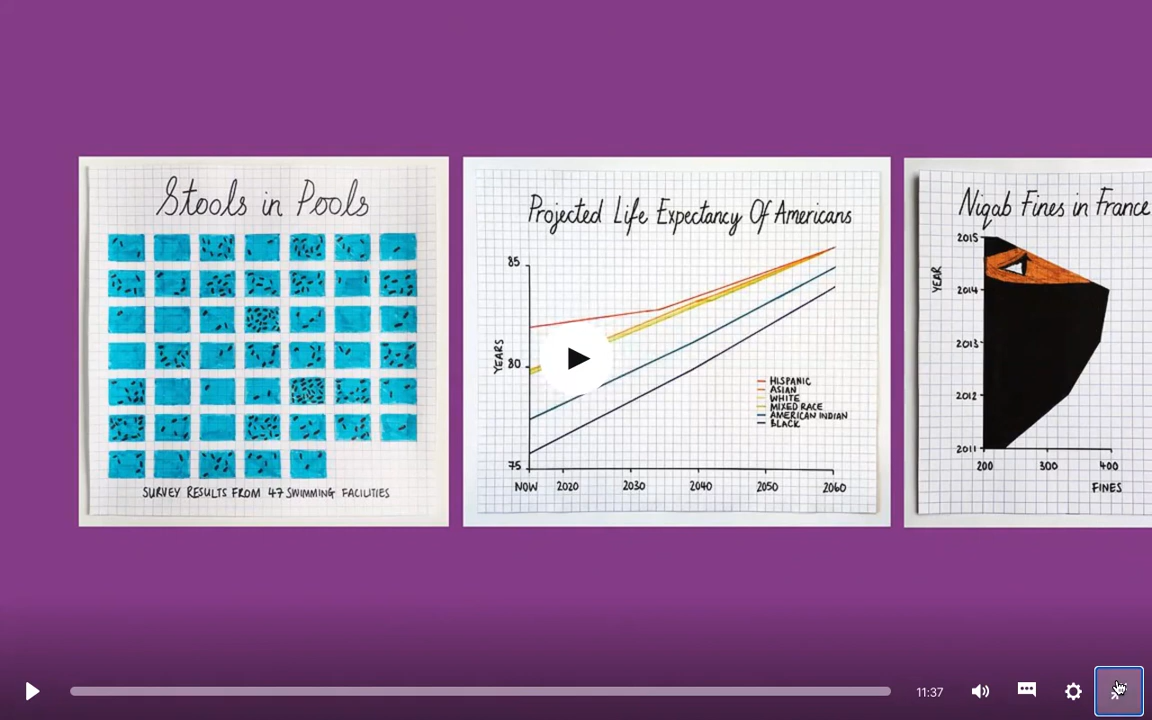 Stools in Pools
SURVEY RESULTS FROM 47 SWIMMING FACILITIES
Projected Life Expectancy Of Americans
85
YEARS
80
75
HISPANIC
ASIAN
WHITE
MIXED RACE
AMERICAN INDIAN
BLACK
NOW 2020 2030 2040 2050 2060
Niqab Fines in France
YEAR
2015
2014
2013
2012
2011
200 300 400
FINES
11:37